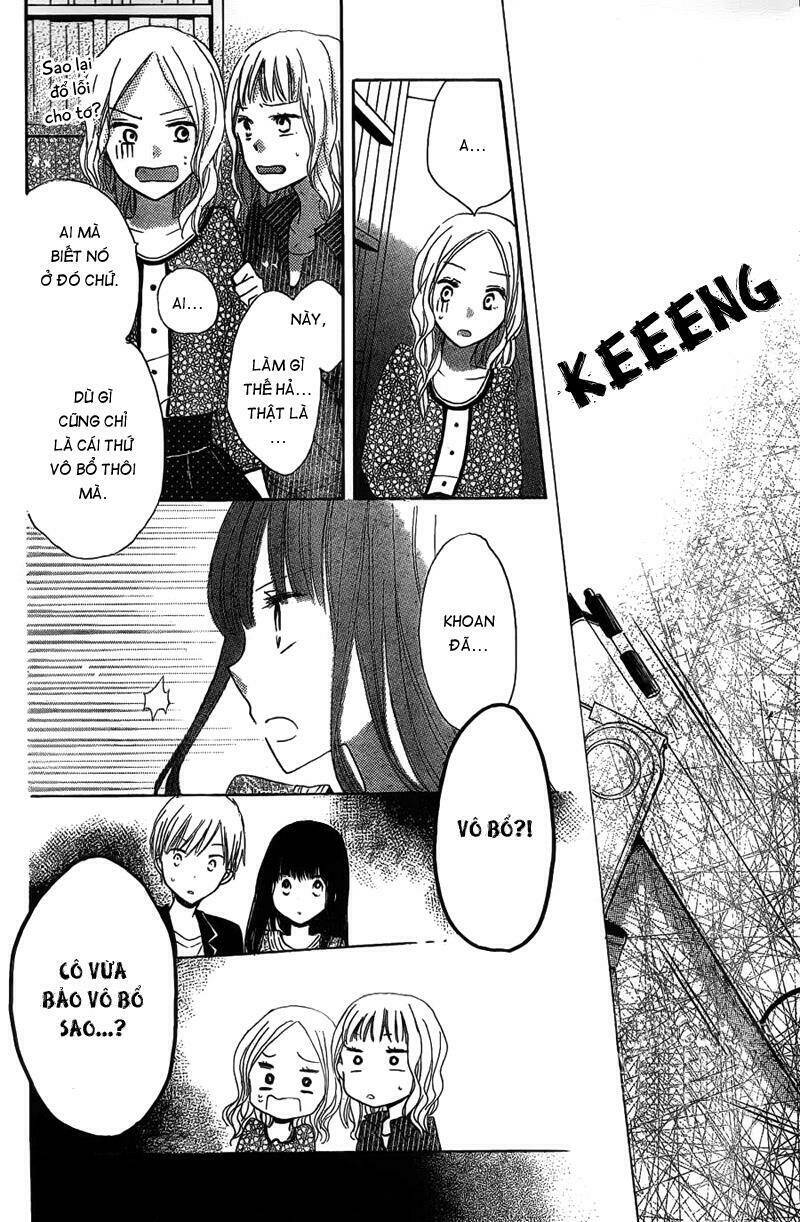 KEEENG
A...
NÀY,
LÀM GÌ
THẾ HẢ...
THẬT LÀ
...
Sao lại
đổ lỗi
cho tớ?
AI...
AI MÀ
BIẾT NÓ
Ở ĐÓ CHỨ.
DÙ GÌ
CŨNG CHỈ
LÀ CÁI THỨ
VÔ BỔ THÔI
MÀ.
KHOAN
ĐÃ...
VÔ BỔ?!
CÔ VỪA
BẢO VÔ BỔ
SAO...?